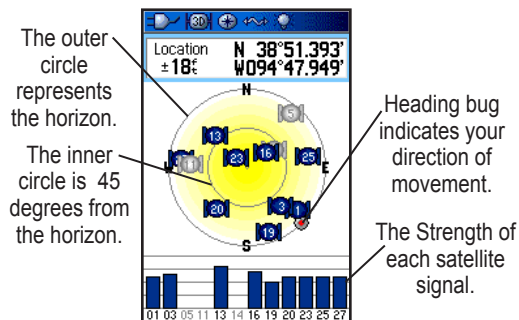 The outer
circle
represents
the horizon.
The inner
circle is 45
degrees from
the horizon.
3D
Location
±18ft
N 38°51.393'
W094°47.949'
N
5
13
16
23
25
W
11
E
20
3
1
19
S
01 03 05 11 13 14 16 19 20 23 25 27
Heading bug
indicates your
direction of
movement.
The Strength of
each satellite
signal.